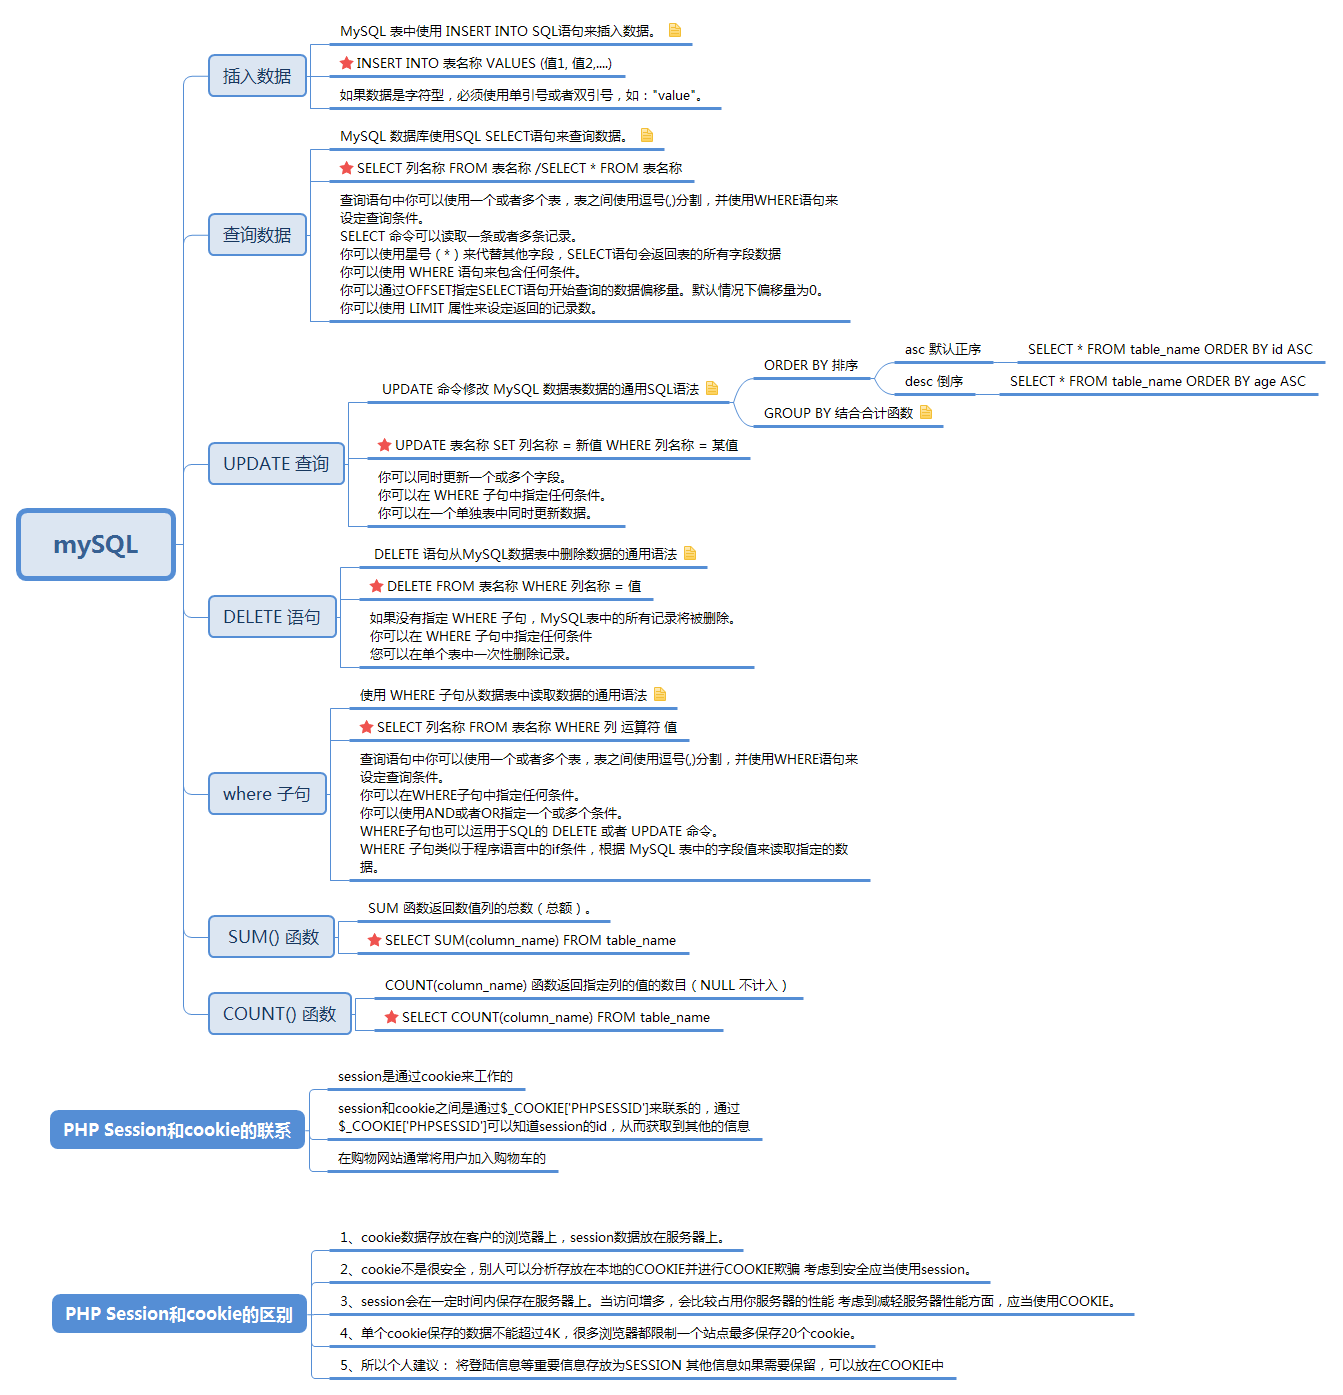 mySQL
插入数据
MySQL 表中使用 INSERT INTO SQL语句来插入数据。
INSERT INTO 表名称 VALUES (值1, 值2,....)
如果数据是字符型，必须使用单引号或者双引号，如："value"。
查询数据
MySQL 数据库使用SQL SELECT语句来查询数据。
SELECT 列名称 FROM 表名称 /SELECT * FROM 表名称
查询语句中你可以使用一个或者多个表，表之间使用逗号(,)分割，并使用WHERE语句来
设定查询条件。
SELECT 命令可以读取一条或者多条记录。
你可以使用星号（*）来代替其他字段，SELECT语句会返回表的所有字段数据
你可以使用 WHERE 语句来包含任何条件。
你可以通过OFFSET指定SELECT语句开始查询的数据偏移量。默认情况下偏移量为0。
你可以使用 LIMIT 属性来设定返回的记录数。
UPDATE 查询
UPDATE 命令修改 MySQL 数据表数据的通用SQL语法
ORDER BY 排序
asc 默认正序
SELECT * FROM table_name ORDER BY id ASC
desc 倒序
SELECT * FROM table_name ORDER BY age ASC
GROUP BY 结合合计函数
UPDATE 表名称 SET 列名称 = 新值 WHERE 列名称 = 某值
你可以同时更新一个或多个字段。
你可以在 WHERE 子句中指定任何条件。
你可以在一个单独表中同时更新数据。
DELETE 语句
DELETE 语句从MySQL数据表中删除数据的通用语法
DELETE FROM 表名称 WHERE 列名称 = 值
如果没有指定 WHERE 子句，MySQL表中的所有记录将被删除。
你可以在 WHERE 子句中指定任何条件
您可以在单个表中一次性删除记录。
where 子句
使用 WHERE 子句从数据表中读取数据的通用语法
SELECT 列名称 FROM 表名称 WHERE 列 运算符 值
查询语句中你可以使用一个或者多个表，表之间使用逗号(,)分割，并使用WHERE语句来
设定查询条件。
你可以在WHERE子句中指定任何条件。
你可以使用AND或者OR指定一个或多个条件。
WHERE子句也可以运用于SQL的 DELETE 或者 UPDATE 命令。
WHERE 子句类似于程序语言中的if条件，根据 MySQL 表中的字段值来读取指定的数
据。
SUM() 函数
SUM 函数返回数值列的总数（总额）。
SELECT SUM(column_name) FROM table_name
COUNT() 函数
COUNT(column_name) 函数返回指定列的值的数目（NULL 不计入）
SELECT COUNT(column_name) FROM table_name
PHP Session和cookie的联系
session是通过cookie来工作的
session和cookie之间是通过$_COOKIE['PHPSESSID']来联系的，通过
$_COOKIE['PHPSESSID']可以知道session的id，从而获取到其他的信息
在购物网站通常将用户加入购物车的
PHP Session和cookie的区别
1、cookie数据存放在客户的浏览器上，session数据放在服务器上。
2、cookie不是很安全，别人可以分析存放在本地的COOKIE并进行COOKIE欺骗 考虑到安全应当使用session。
3、session会在一定时间内保存在服务器上。当访问增多，会比较占用你服务器的性能 考虑到减轻服务器性能方面，应当使用COOKIE。
4、单个cookie保存的数据不能超过4K，很多浏览器都限制一个站点最多保存20个cookie。
5、所以个人建议： 将登陆信息等重要信息存放为SESSION 其他信息如果需要保留，可以放在COOKIE中